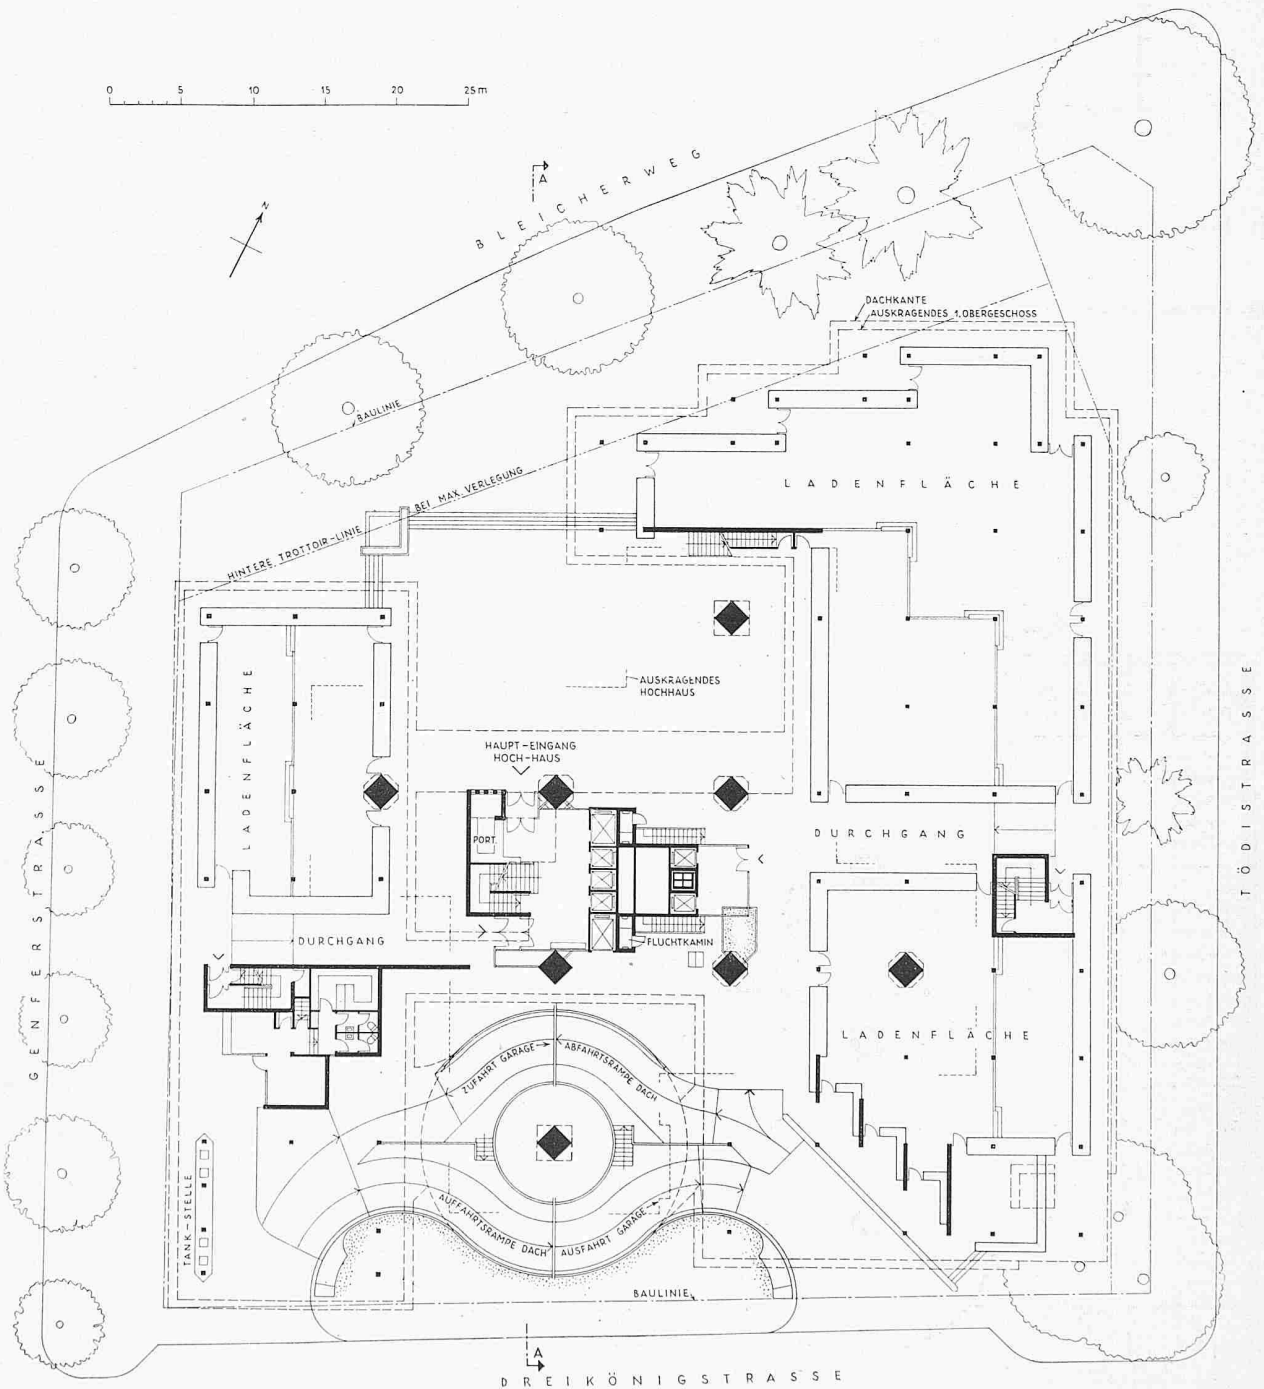 0 5 10 15 20 25 m
N
A
BLEICHERWEG
DACHKANTE
AUSKRAGENDES 1. OBERGESCHOSS
BAULINIE
HINTERE TROTTOIR-LINIE BEI MAX. VERLEGUNG
LADENFLÄCHE
LADENFLÄCHE
AUSKRAGENDES
HOCHHAUS
HAUPT-EINGANG
HOCH-HAUS
PORT.
DURCHGANG
DURCHGANG
FLUCHTKAMIN
LADENFLÄCHE
ZUFAHRT GARAGE
ABFAHRTSRAMPE DACH
AUFFAHRTSRAMPE DACH
AUSFAHRT GARAGE
TANK-STELLE
BAULINIE
GENFERSTRASSE
TÖDISTRASSE
A
DREIKÖNIGSTRASSE